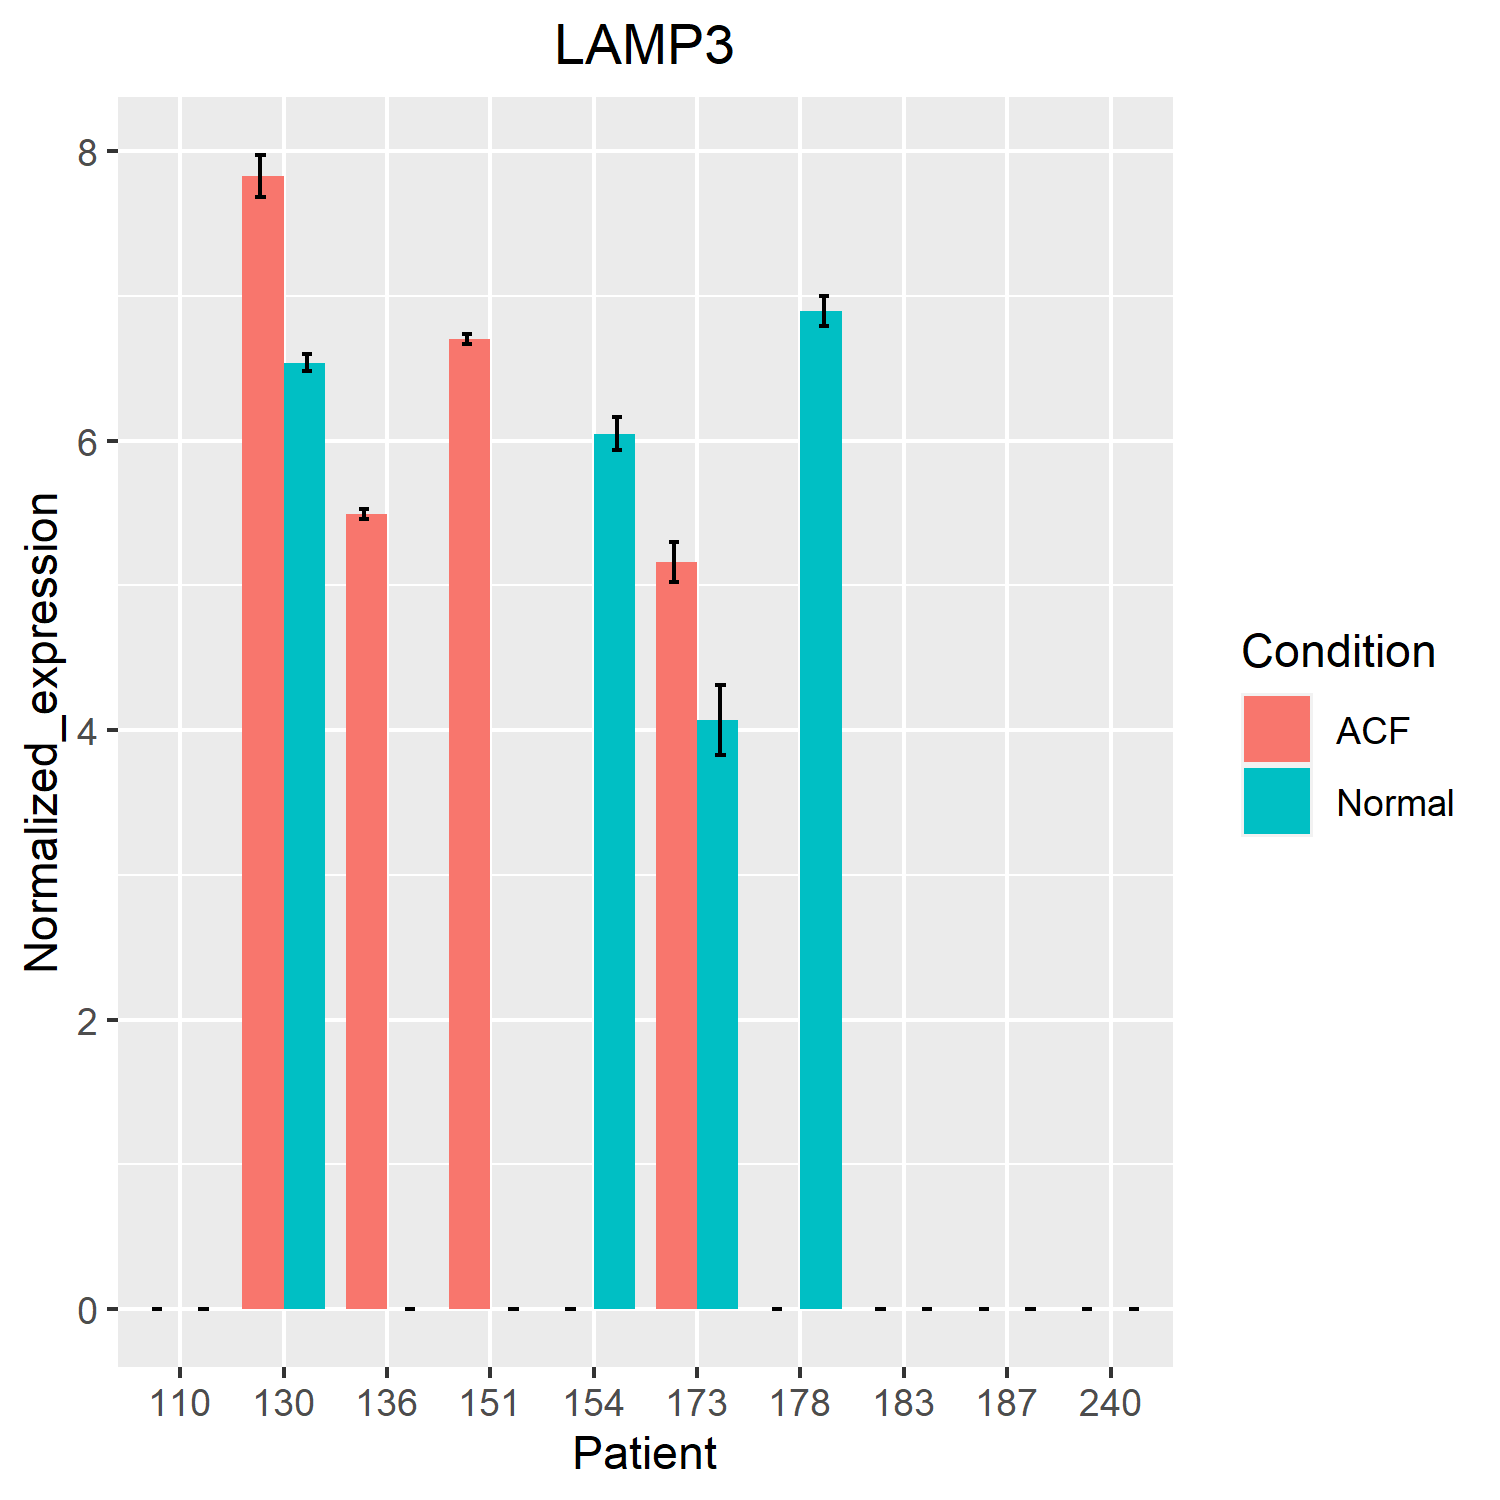 LAMP3
8
6
4
2
0
Normalized_expression
110 130 136 151 154 173 178 183 187 240
Patient
Condition
ACF
Normal